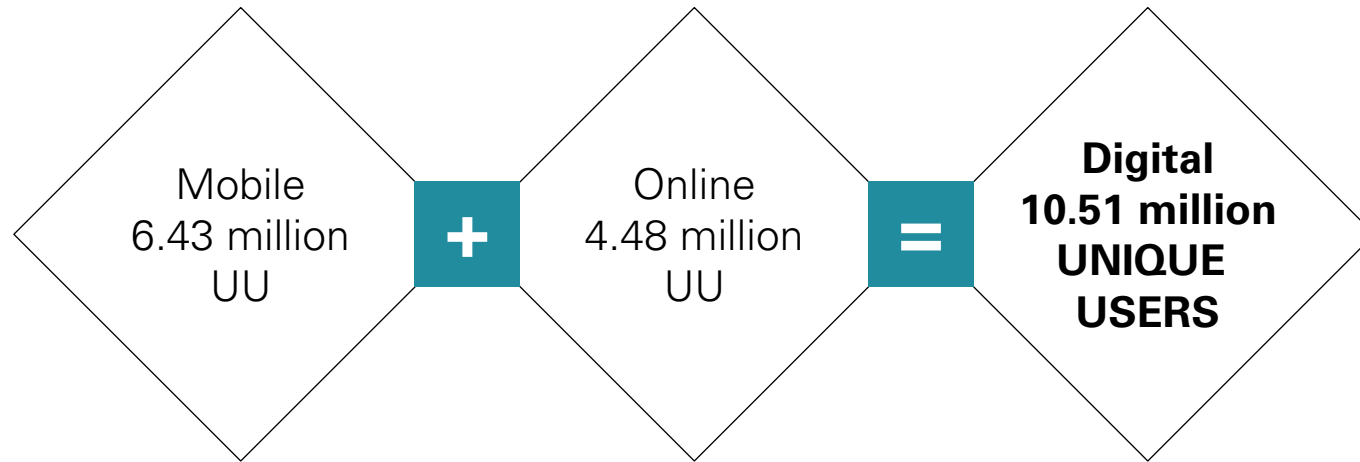 Mobile
6.43 million
UU
+
Online
4.48 million
UU
=
Digital
10.51 million
UNIQUE
USERS